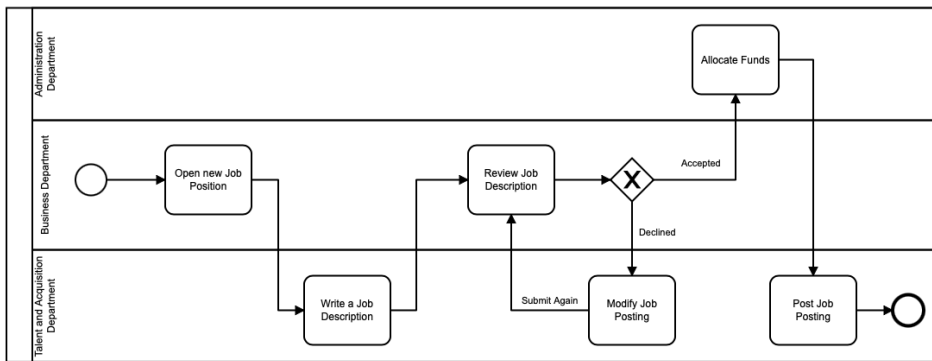 Administration
Department
Allocate Funds
Business Department
Open new Job
Position
Review Job
Description
Accepted
Declined
Talent and Acquisition
Department
Write a Job
Description
Submit Again
Modify Job
Posting
Post Job
Posting